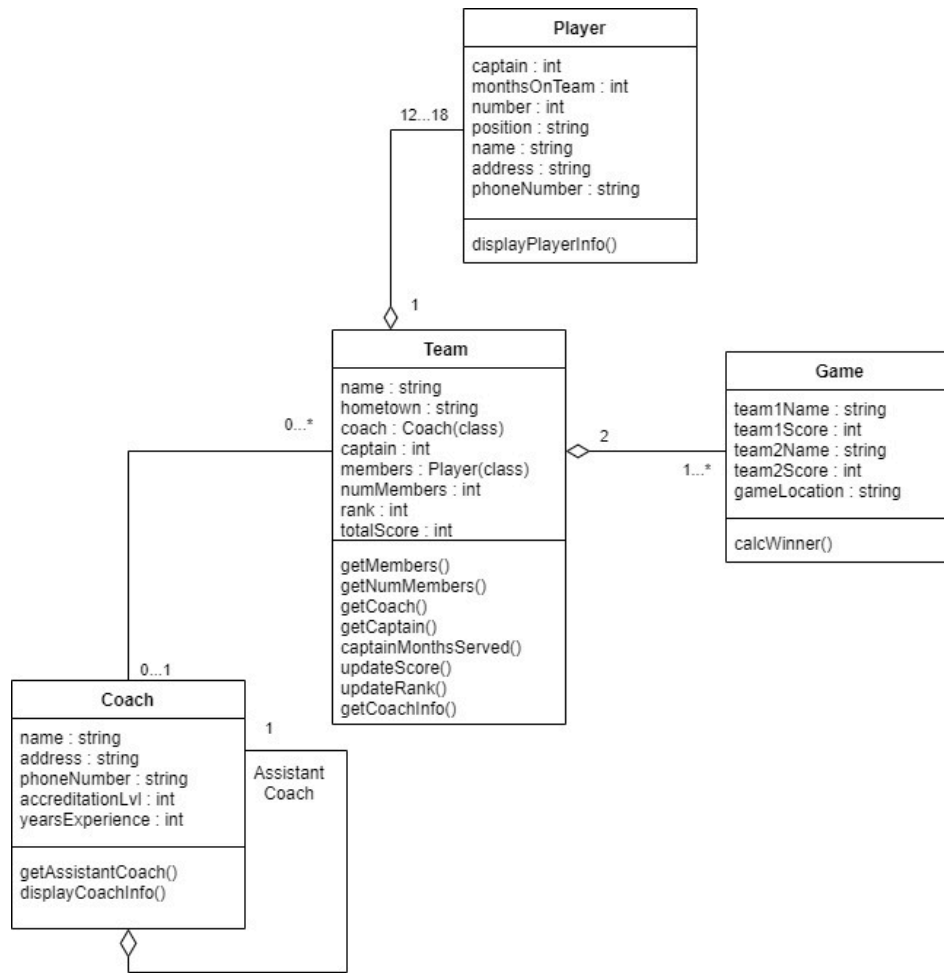 Player
captain : int
monthsOnTeam : int
number : int
position : string
name : string
address : string
phoneNumber : string
displayPlayerInfo()
12...18
1
Team
name : string
hometown : string
coach : Coach(class)
captain : int
members : Player(class)
numMembers : int
rank : int
totalScore : int
getMembers()
getNumMembers()
getCoach()
getCaptain()
captainMonthsServed()
updateScore()
updateRank()
getCoachInfo()
2
1...*
Game
team1Name : string
team1Score : int
team2Name : string
team2Score : int
gameLocation : string
calcWinner()
0...*
0...1
Coach
name : string
address : string
phoneNumber : string
accreditationLvl : int
yearsExperience : int
getAssistantCoach()
displayCoachInfo()
1
Assistant
Coach